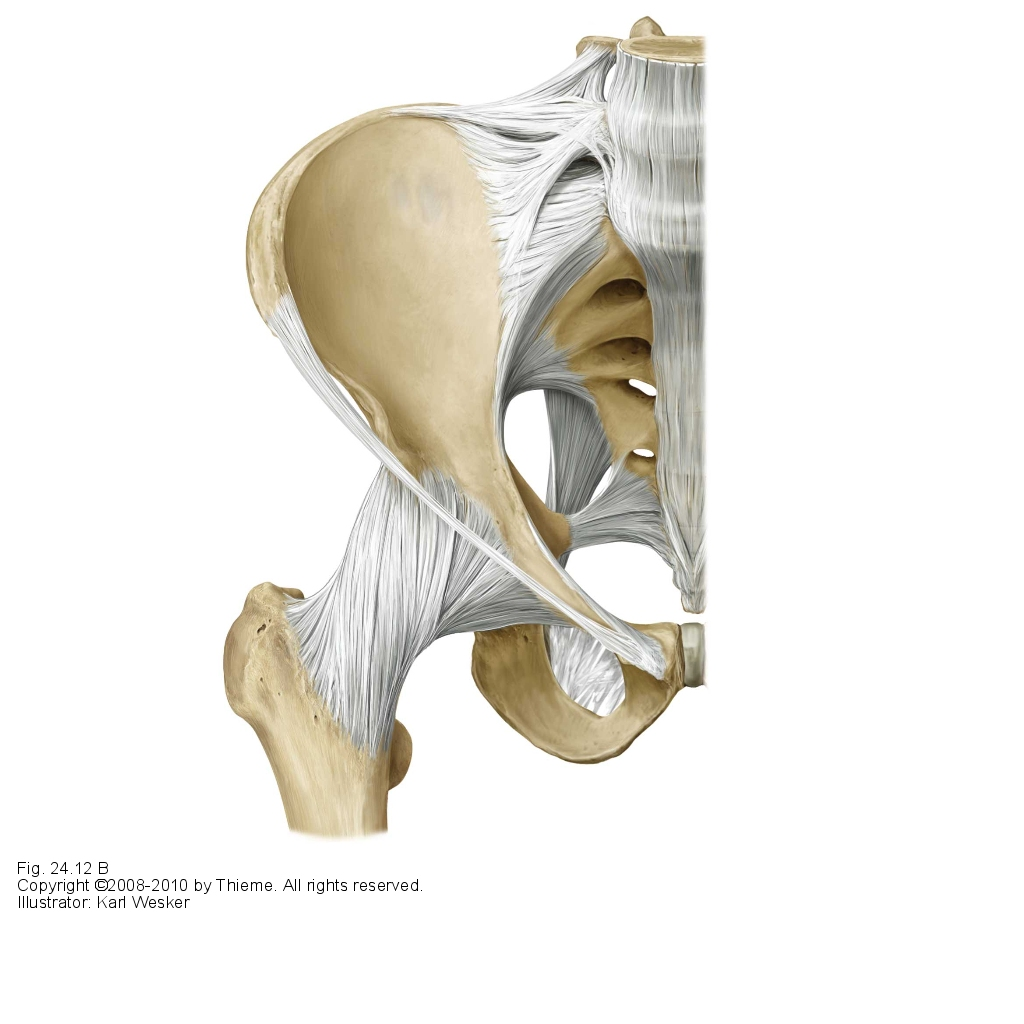 Fig. 24.12 B
Copyright ©2008-2010 by Thieme. All rights reserved.
Illustrator: Karl Wesker